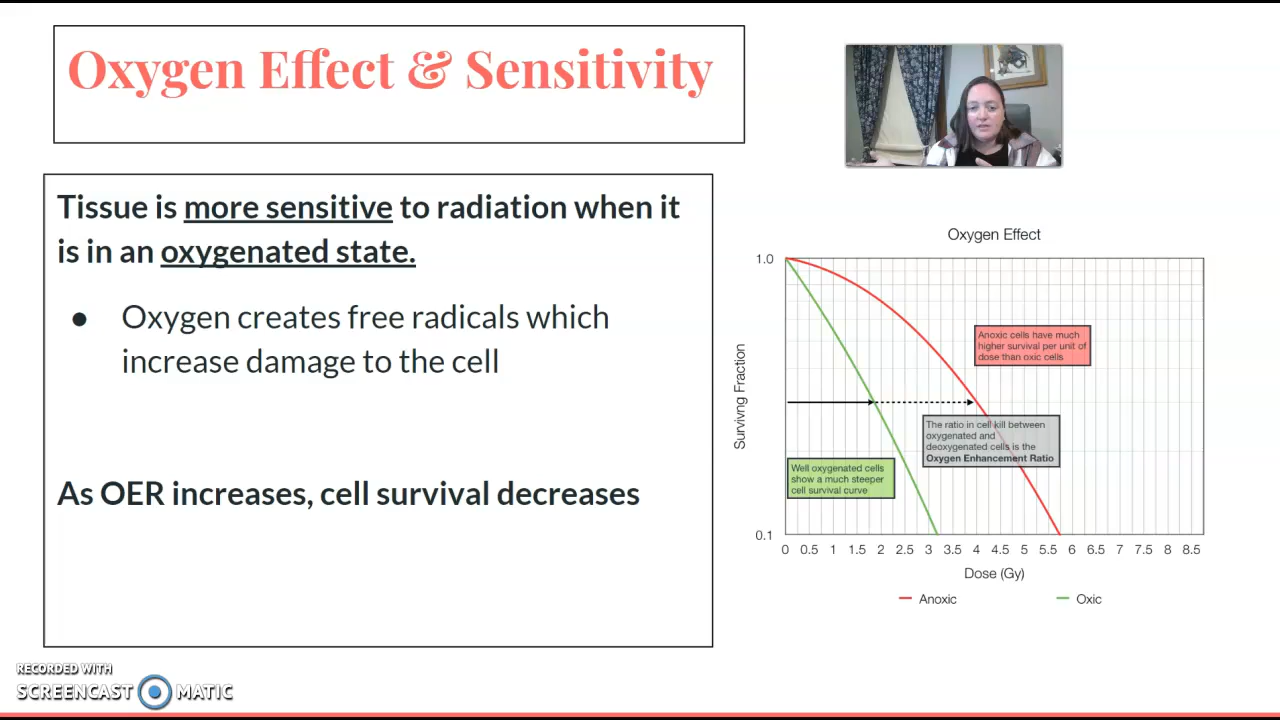 Oxygen Effect & Sensitivity
Tissue is more sensitive to radiation when it
is in an oxygenated state.
● Oxygen creates free radicals which
increase damage to the cell
As OER increases, cell survival decreases
Oxygen Effect
1.0
Anoxic cells have much
higher survival per unit of
dose than oxic cells
Survivng Fraction
The ratio in cell kill between
oxygenated and
deoxygenated cells is the
Oxygen Enhancement Ratio
Well oxygenated cells
show a much steeper
cell survival curve
0.1
0 0.5 1 1.5 2 2.5 3 3.5 4 4.5 5 5.5 6 6.5 7 7.5 8 8.5
Dose (Gy)
Anoxic Oxic
RECORDED WITH
SCREENCAST MATIC